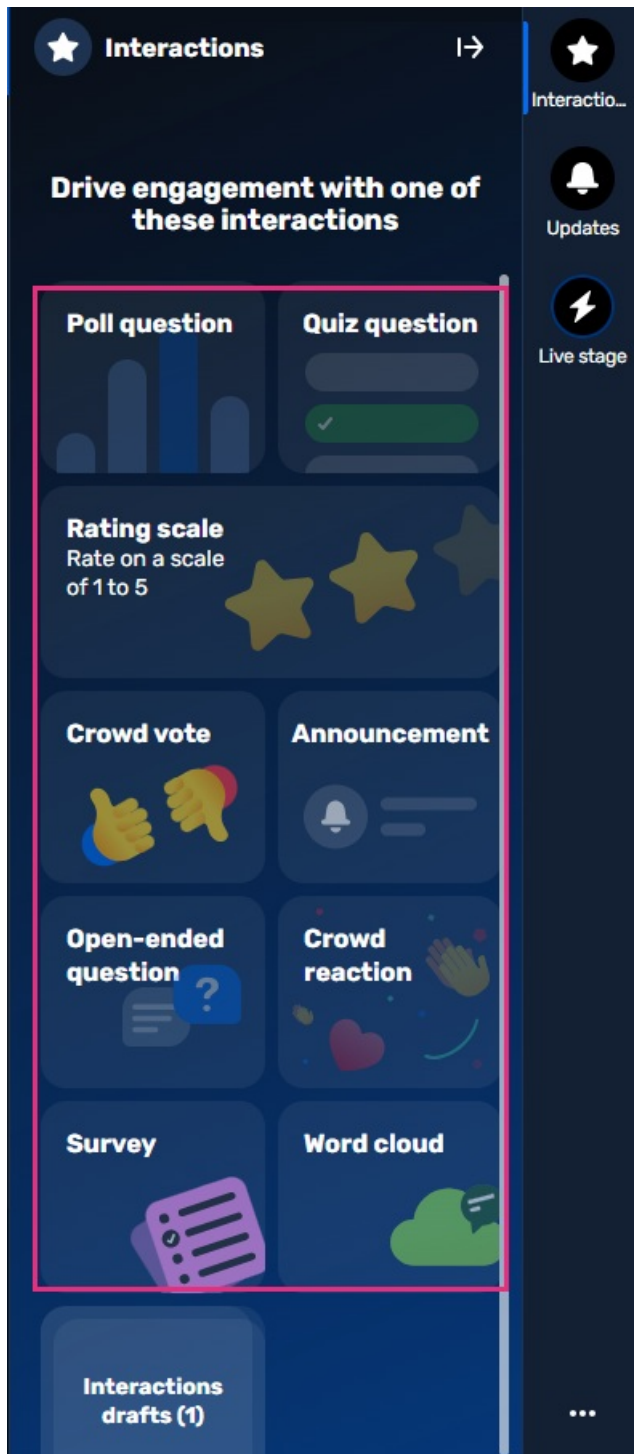 Interactions
Drive engagement with one of
these interactions
Poll question
Quiz question
Rating scale
Rate on a scale
of 1 to 5
Crowd vote
Announcement
Open-ended
question
?
Crowd
reaction
Survey
Word cloud
Interactions
drafts (1)
Interactio...
Updates
Live stage